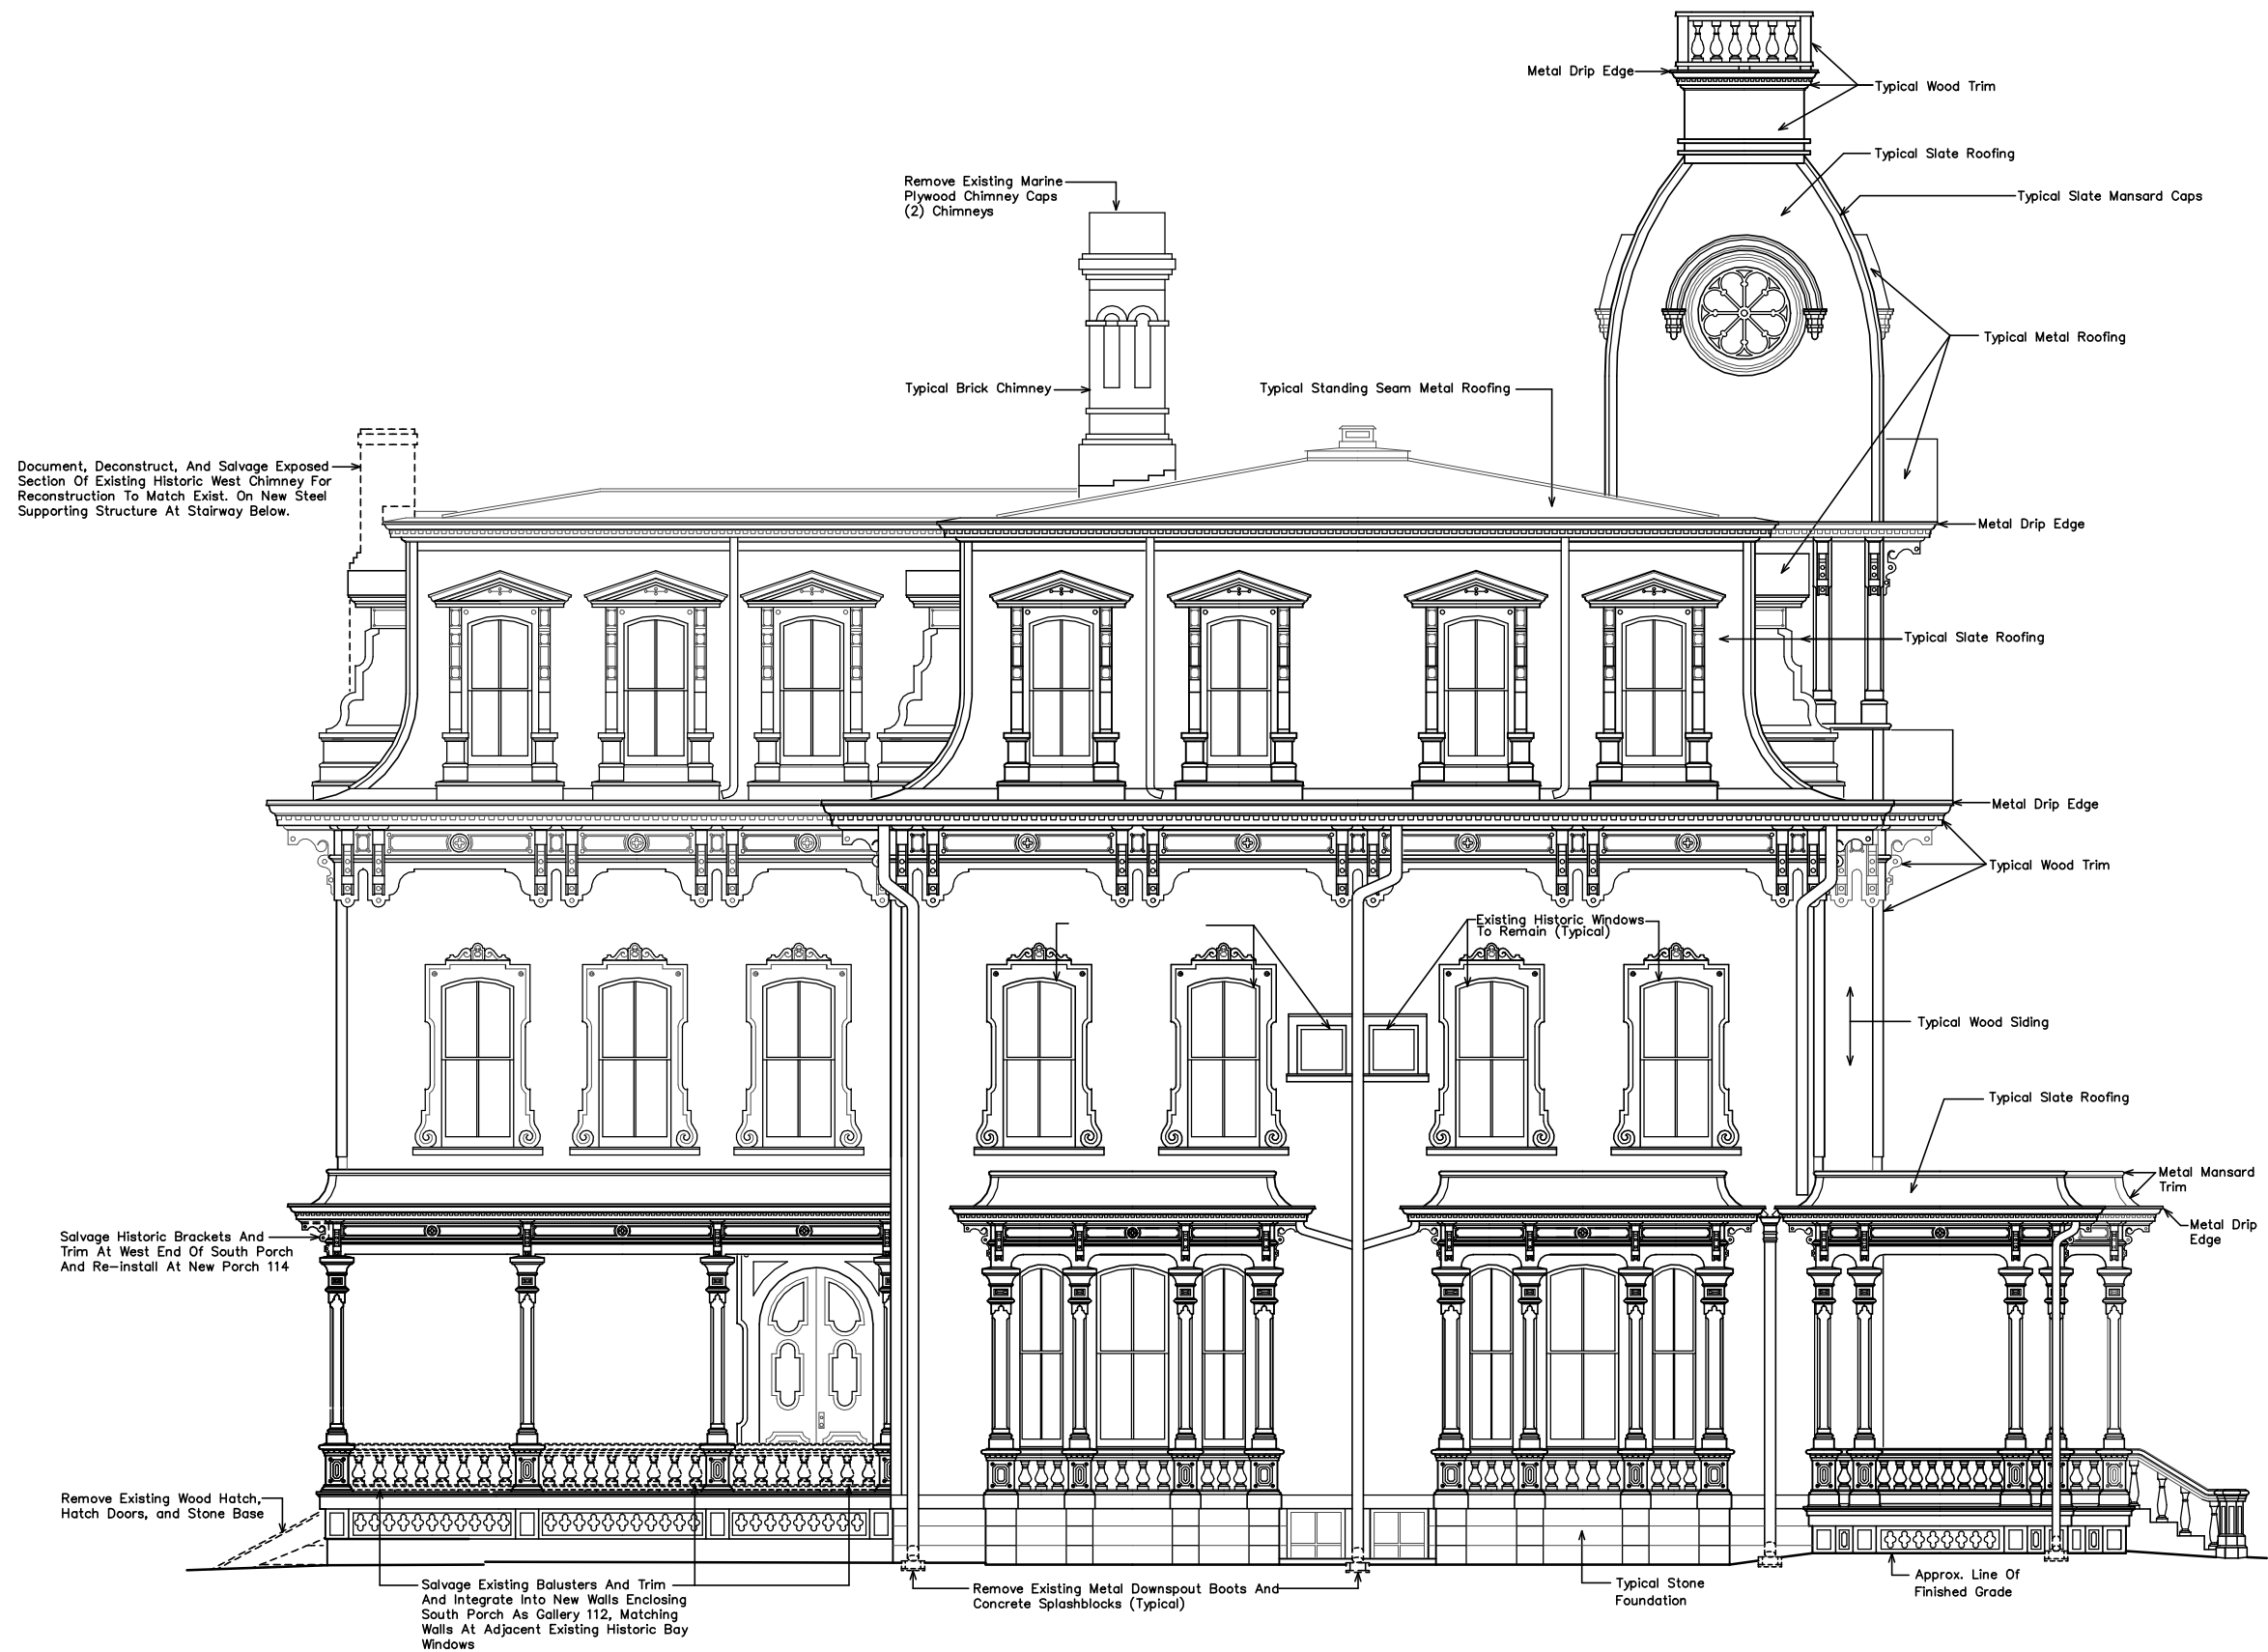 Metal Drip Edge
Typical Wood Trim
Typical Slate Roofing
Remove Existing Marine
Plywood Chimney Caps
(2) Chimneys
Typical Slate Mansard Caps
Typical Metal Roofing
Typical Brick Chimney
Typical Standing Seam Metal Roofing
Document, Deconstruct, And Salvage Exposed
Section Of Existing Historic West Chimney For
Reconstruction To Match Exist. On New Steel
Supporting Structure At Stairway Below.
Metal Drip Edge
Typical Slate Roofing
Metal Drip Edge
Typical Wood Trim
Existing Historic Windows
To Remain (Typical)
Typical Wood Siding
Typical Slate Roofing
Metal Mansard
Trim
Metal Drip
Edge
Salvage Historic Brackets And
Trim At West End Of South Porch
And Re-install At New Porch 114
Remove Existing Wood Hatch,
Hatch Doors, and Stone Base
Salvage Existing Balusters And Trim
And Integrate Into New Walls Enclosing
South Porch As Gallery 112, Matching
Walls At Adjacent Existing Historic Bay
Windows
Remove Existing Metal Downspout Boots And
Concrete Splashblocks (Typical)
Typical Stone
Foundation
Approx. Line Of
Finished Grade